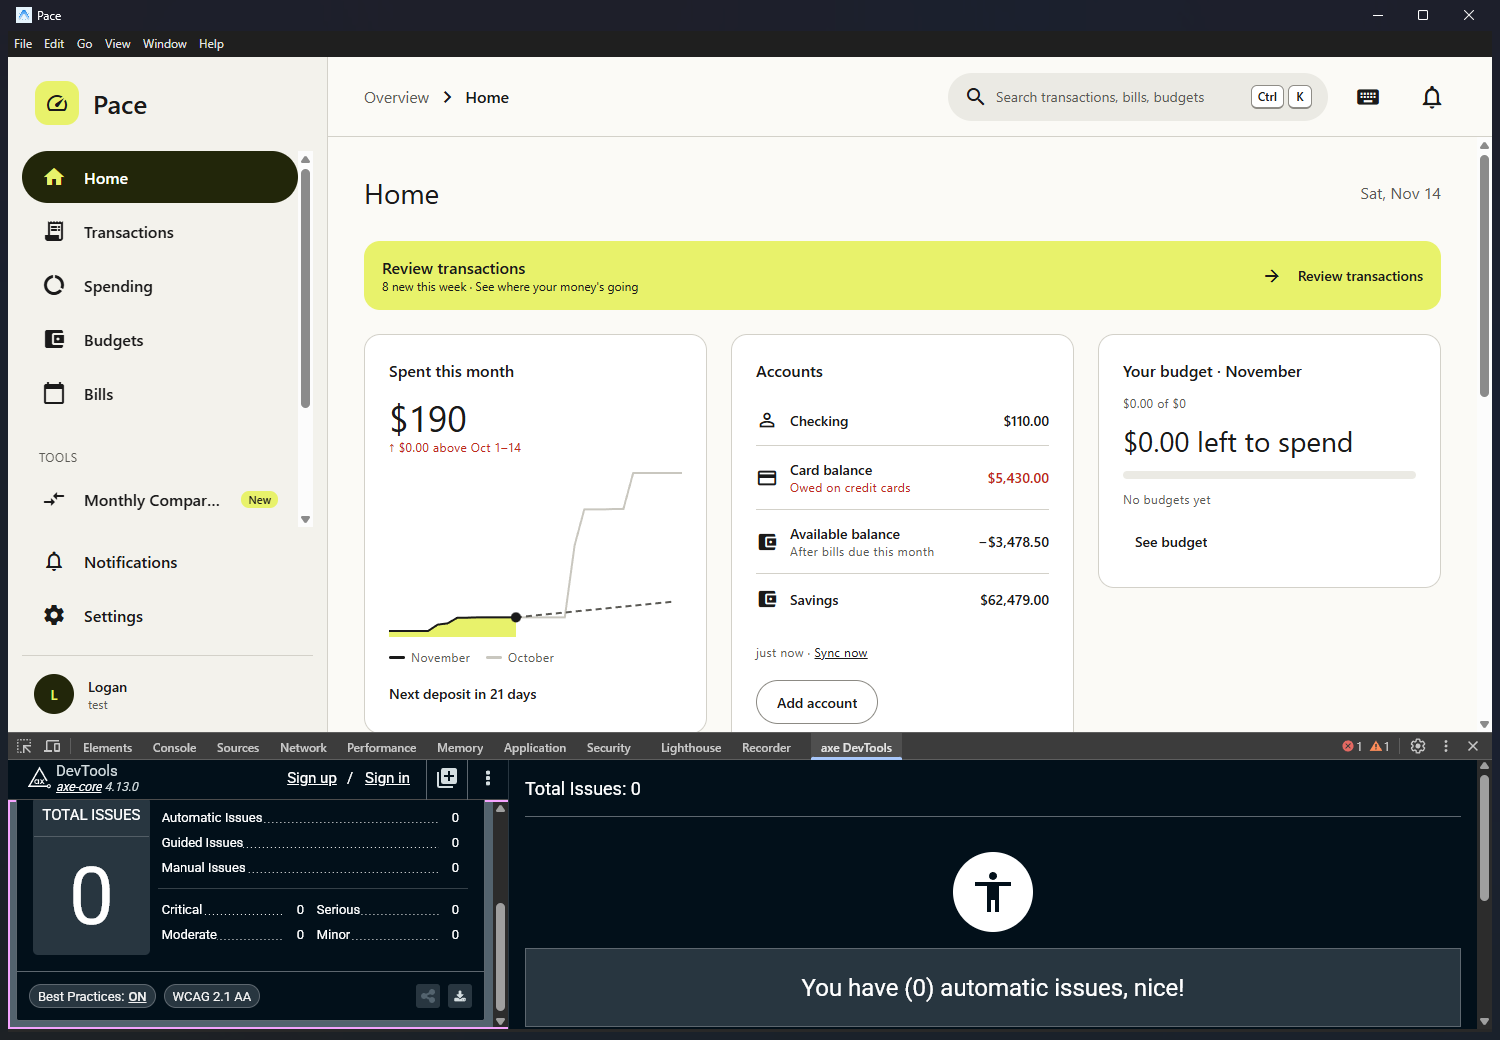 Pace
File Edit Go View Window Help
Pace
Overview Home
Search transactions, bills, budgets Ctrl K
Home
Transactions
Spending
Budgets
Bills
TOOLS
Monthly Compar... New
Notifications
Settings
L
Logan
test
Home
Sat, Nov 14
Review transactions
8 new this week · See where your money's going
Review transactions
Spent this month
$190
↑ $0.00 above Oct 1–14
November October
Next deposit in 21 days
Accounts
Checking $110.00
Card balance
Owed on credit cards
$5,430.00
Available balance
After bills due this month
−$3,478.50
Savings $62,479.00
just now · Sync now
Add account
Your budget · November
$0.00 of $0
$0.00 left to spend
No budgets yet
See budget
Elements Console Sources Network Performance Memory Application Security Lighthouse Recorder axe DevTools 1 1
ax
DevTools
axe-core 4.13.0
Sign up / Sign in
TOTAL ISSUES
0
Automatic Issues 0
Guided Issues 0
Manual Issues 0
Critical 0 Serious 0
Moderate 0 Minor 0
Best Practices: ON WCAG 2.1 AA
Total Issues: 0
You have (0) automatic issues, nice!